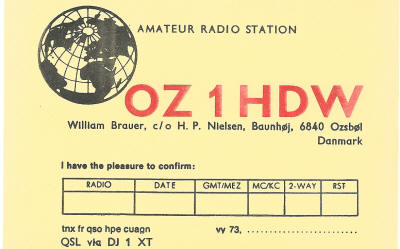 AMATEUR RADIO STATION
OZ 1 HDW
William Brauer, c/o H. P. Nielsen, Baunhøj, 6840 Ozsbøl
Danmark
I have the pleasure to confirm:
RADIO DATE GMT/MEZ MC/KC 2-WAY RST
tnx fr qso hpe cuagn vy 73, ..........................
QSL via DJ 1 XT